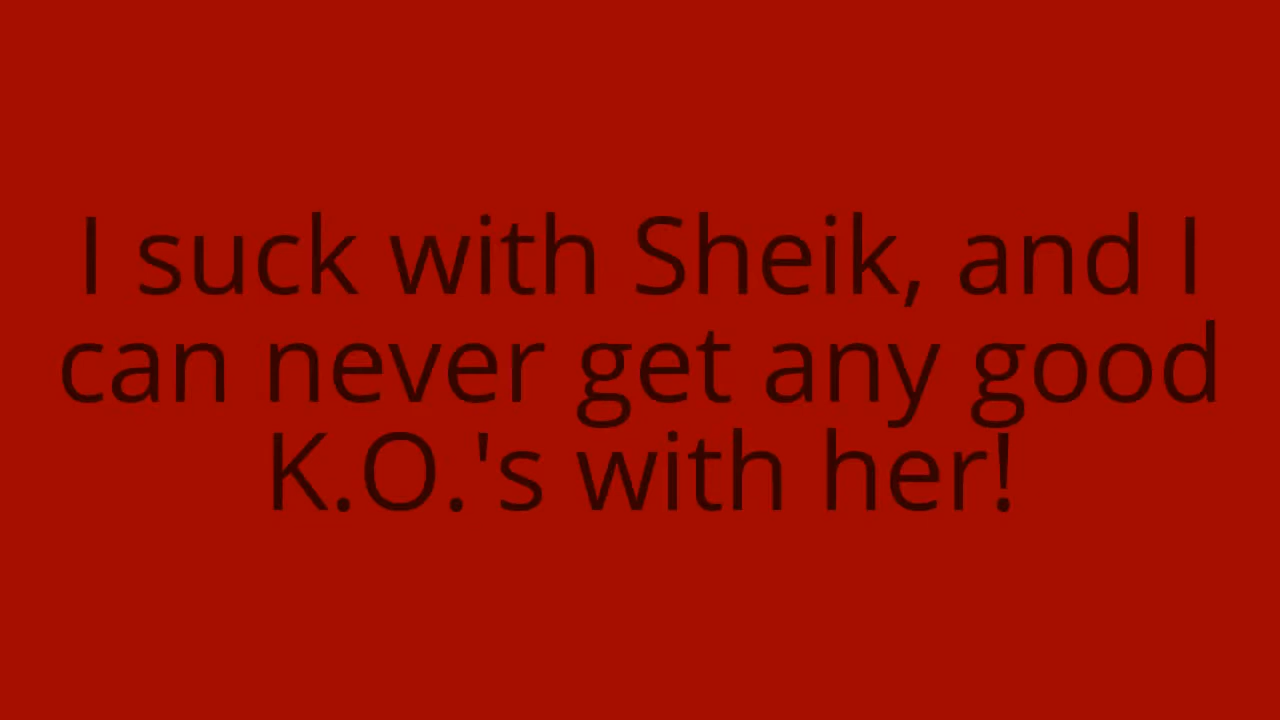 I suck with Sheik, and I
can never get any good
K.O.'s with her!